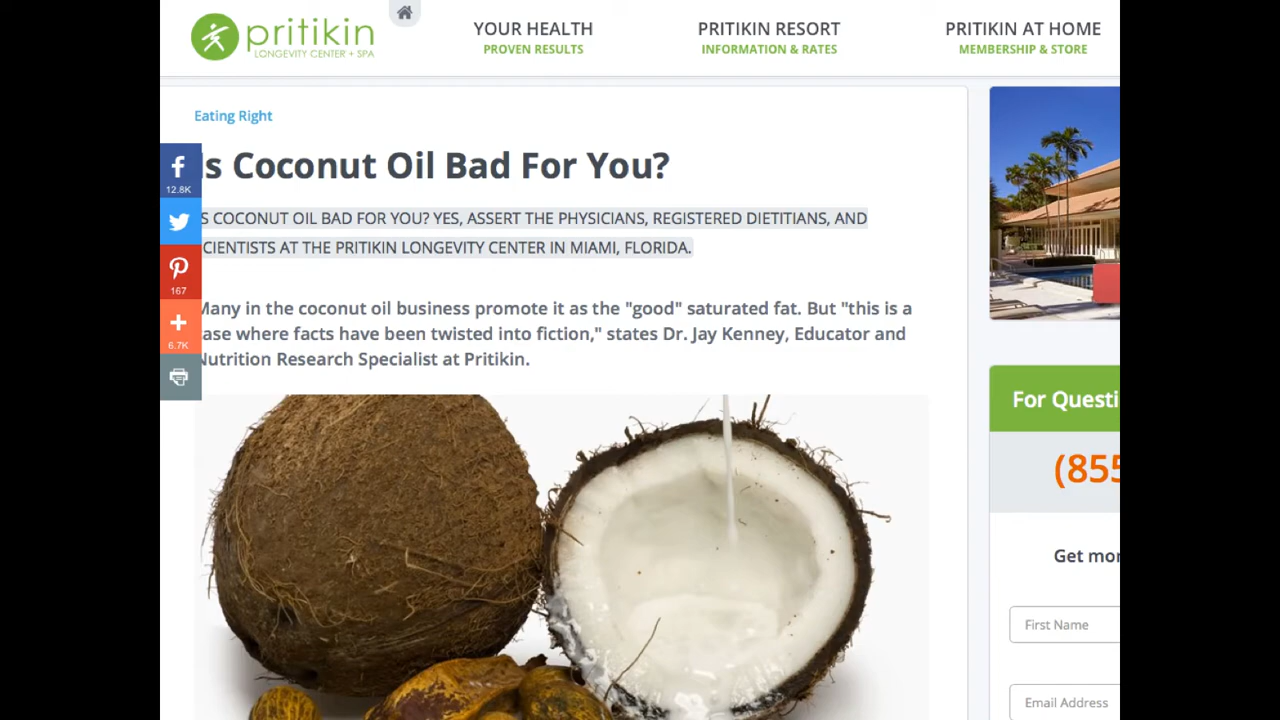 pritikin
LONGEVITY CENTER + SPA
YOUR HEALTH
PROVEN RESULTS
PRITIKIN RESORT
INFORMATION & RATES
PRITIKIN AT HOME
MEMBERSHIP & STORE
Eating Right
s Coconut Oil Bad For You?
S COCONUT OIL BAD FOR YOU? YES, ASSERT THE PHYSICIANS, REGISTERED DIETITIANS, AND
CIENTISTS AT THE PRITIKIN LONGEVITY CENTER IN MIAMI, FLORIDA.
Many in the coconut oil business promote it as the "good" saturated fat. But "this is a
ase where facts have been twisted into fiction," states Dr. Jay Kenney, Educator and
Nutrition Research Specialist at Pritikin.
12.8K
167
6.7K
For Questi
(855
Get mor
First Name
Email Address